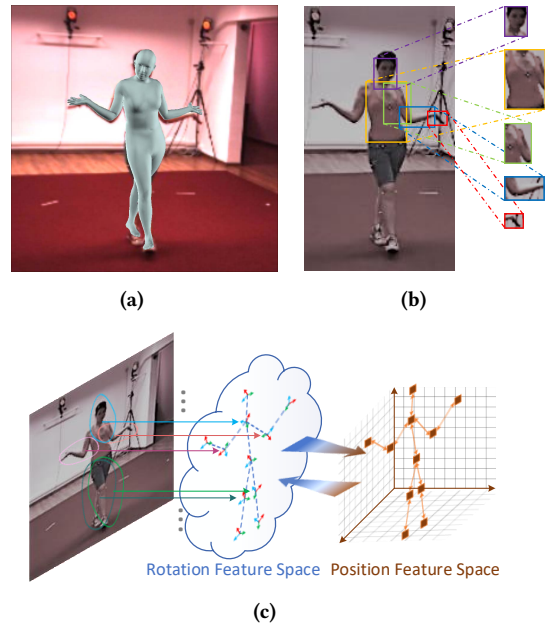 (a)
(b)
Rotation Feature Space
Position Feature Space
(c)